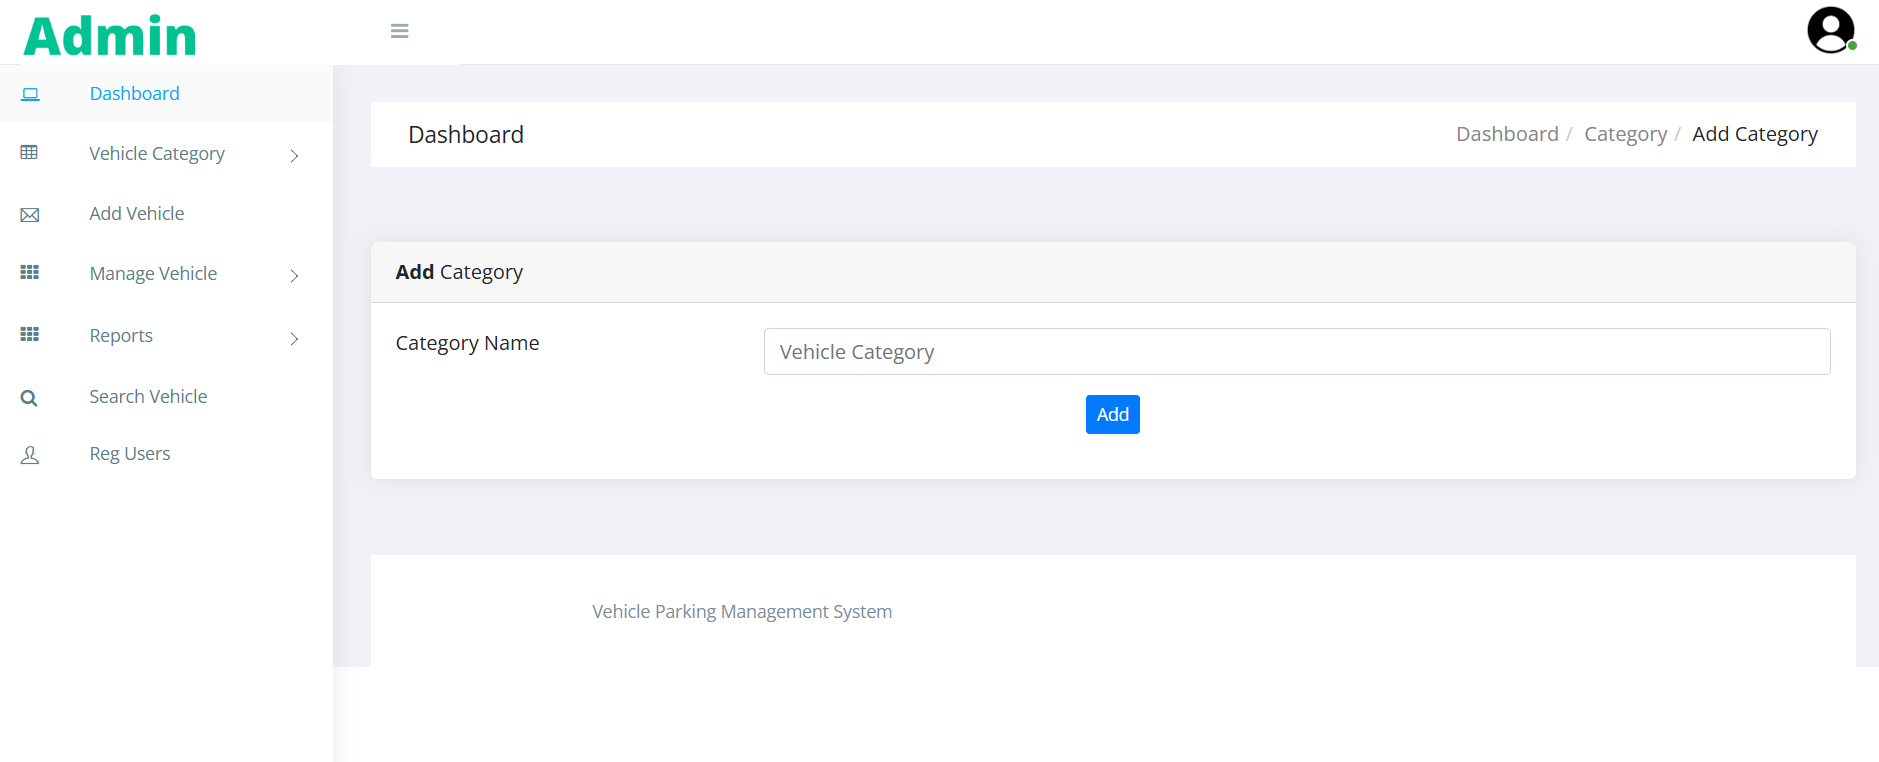 Admin
Dashboard
Vehicle Category
Add Vehicle
Manage Vehicle
Reports
Search Vehicle
Reg Users
Dashboard
Dashboard / Category / Add Category
Add Category
Category Name
Vehicle Category
Add
Vehicle Parking Management System